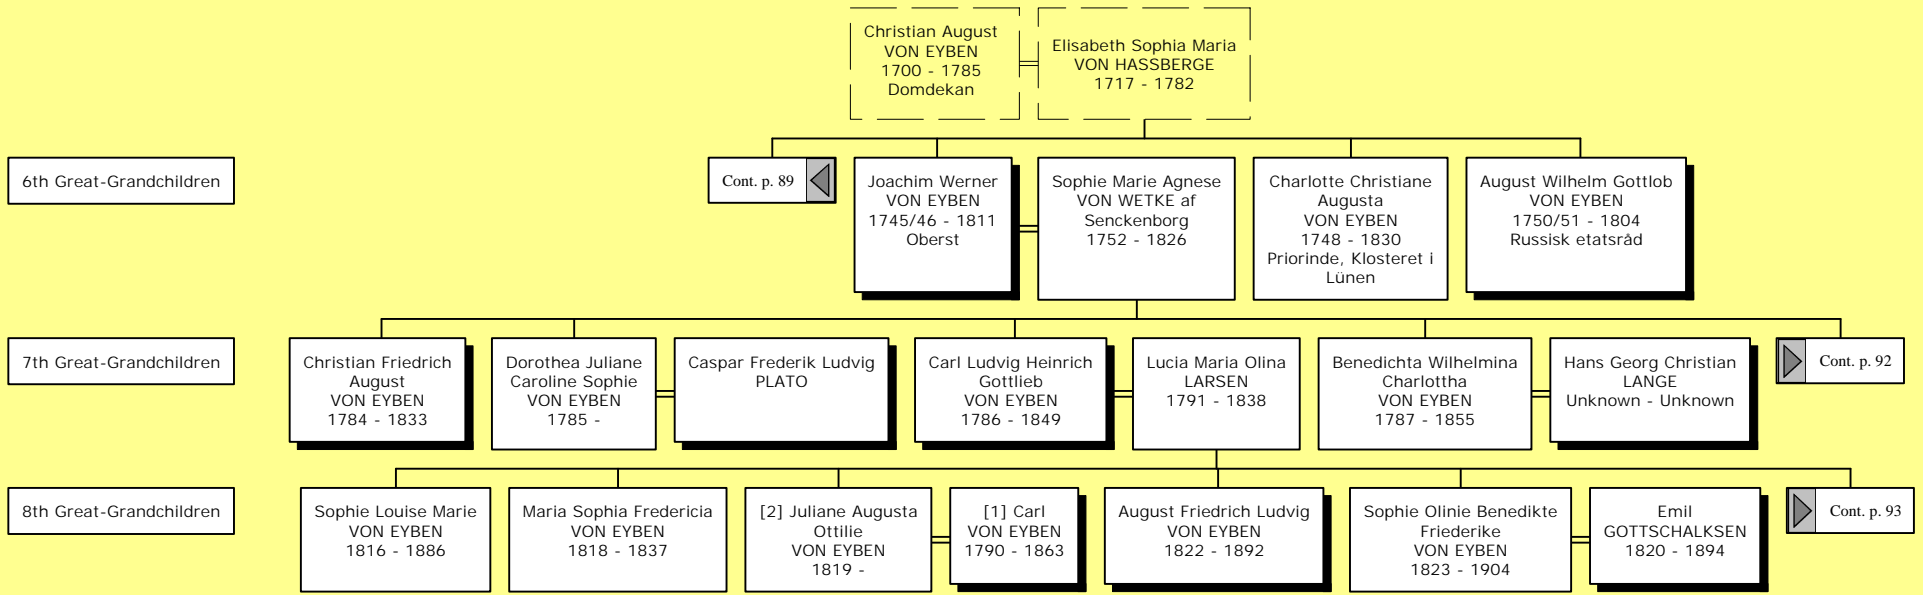 Christian August
VON EYBEN
1700 - 1785
Domdekan
Elisabeth Sophia Maria
VON HASSBERGE
1717 - 1782
6th Great-Grandchildren
Cont. p. 89
Joachim Werner
VON EYBEN
1745/46 - 1811
Oberst
Sophie Marie Agnese
VON WETKE af
Senckenborg
1752 - 1826
Charlotte Christiane
Augusta
VON EYBEN
1748 - 1830
Priorinde, Klosteret i
Lünen
August Wilhelm Gottlob
VON EYBEN
1750/51 - 1804
Russisk etatsråd
7th Great-Grandchildren
Christian Friedrich
August
VON EYBEN
1784 - 1833
Dorothea Juliane
Caroline Sophie
VON EYBEN
1785 -
Caspar Frederik Ludvig
PLATO
Carl Ludvig Heinrich
Gottlieb
VON EYBEN
1786 - 1849
Lucia Maria Olina
LARSEN
1791 - 1838
Benedichta Wilhelmina
Charlottha
VON EYBEN
1787 - 1855
Hans Georg Christian
LANGE
Unknown - Unknown
Cont. p. 92
8th Great-Grandchildren
Sophie Louise Marie
VON EYBEN
1816 - 1886
Maria Sophia Fredericia
VON EYBEN
1818 - 1837
[2] Juliane Augusta
Ottilie
VON EYBEN
1819 -
[1] Carl
VON EYBEN
1790 - 1863
August Friedrich Ludvig
VON EYBEN
1822 - 1892
Sophie Olinie Benedikte
Friederike
VON EYBEN
1823 - 1904
Emil
GOTTSCHALKSEN
1820 - 1894
Cont. p. 93